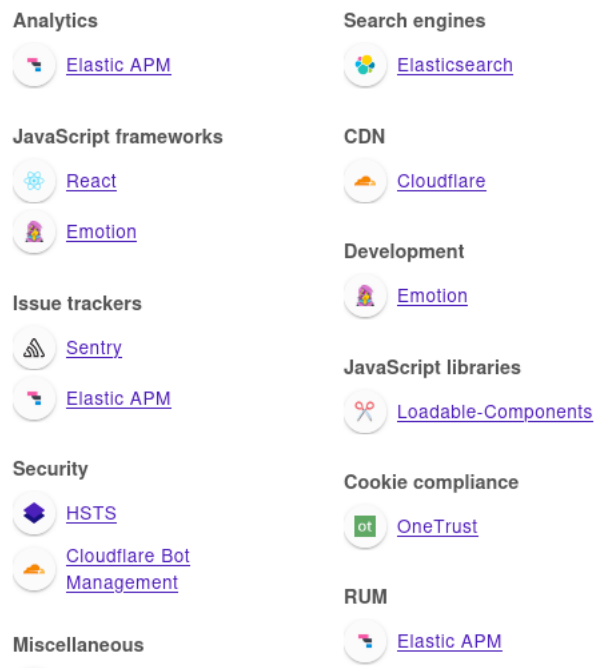 Analytics
Elastic APM
JavaScript frameworks
React
Emotion
Issue trackers
Sentry
Elastic APM
Security
HSTS
Cloudflare Bot
Management
Miscellaneous
Search engines
Elasticsearch
CDN
Cloudflare
Development
Emotion
JavaScript libraries
Loadable-Components
Cookie compliance
ot
OneTrust
RUM
Elastic APM